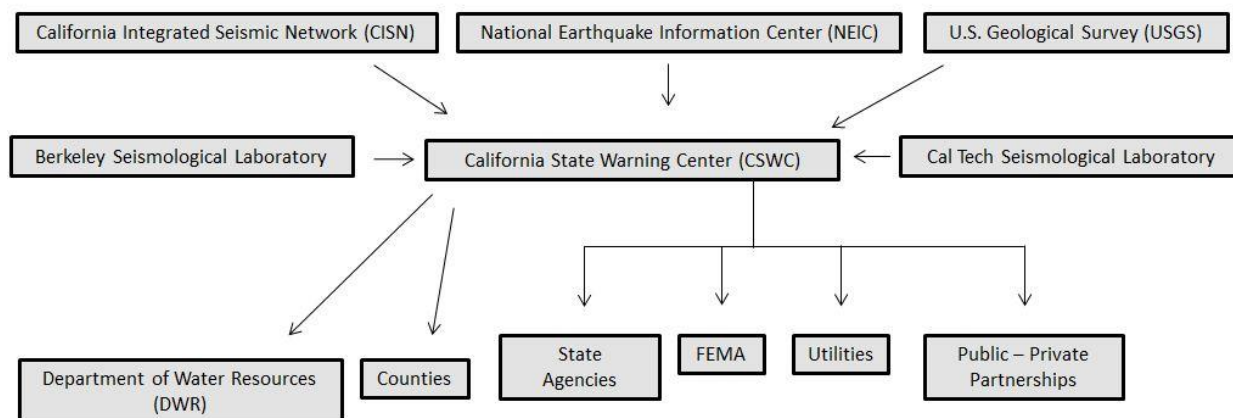 California Integrated Seismic Network (CISN)
National Earthquake Information Center (NEIC)
U.S. Geological Survey (USGS)
Berkeley Seismological Laboratory
California State Warning Center (CSWC)
Cal Tech Seismological Laboratory
Department of Water Resources
(DWR)
Counties
State
Agencies
FEMA
Utilities
Public – Private
Partnerships